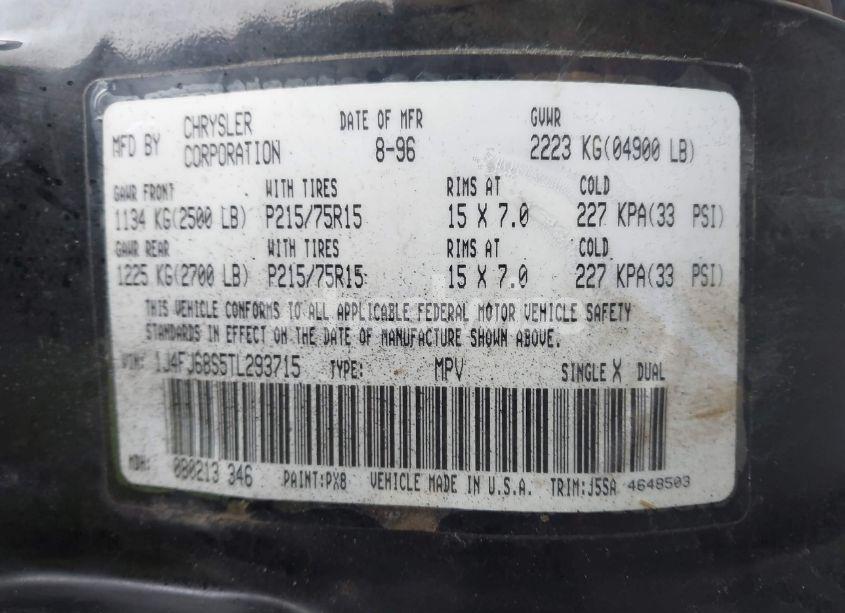 MFD BY CHRYSLER CORPORATION DATE OF MFR 8-96 GVWR 2223 KG(04900 LB)
GAWR FRONT WITH TIRES RIMS AT COLD
1134 KG(2500 LB) P215/75R15 15 X 7.0 227 KPA(33 PSI)
GAWR REAR WITH TIRES RIMS AT COLD
1225 KG(2700 LB) P215/75R15 15 X 7.0 227 KPA(33 PSI)
THIS VEHICLE CONFORMS TO ALL APPLICABLE FEDERAL MOTOR VEHICLE SAFETY
STANDARDS IN EFFECT ON THE DATE OF MANUFACTURE SHOWN ABOVE.
VIN: 1J4FJ68S5TL293715 TYPE: MPV SINGLE X DUAL
MDH: 080213 346 PAINT:PX8 VEHICLE MADE IN U.S.A. TRIM:J5SA 4648503